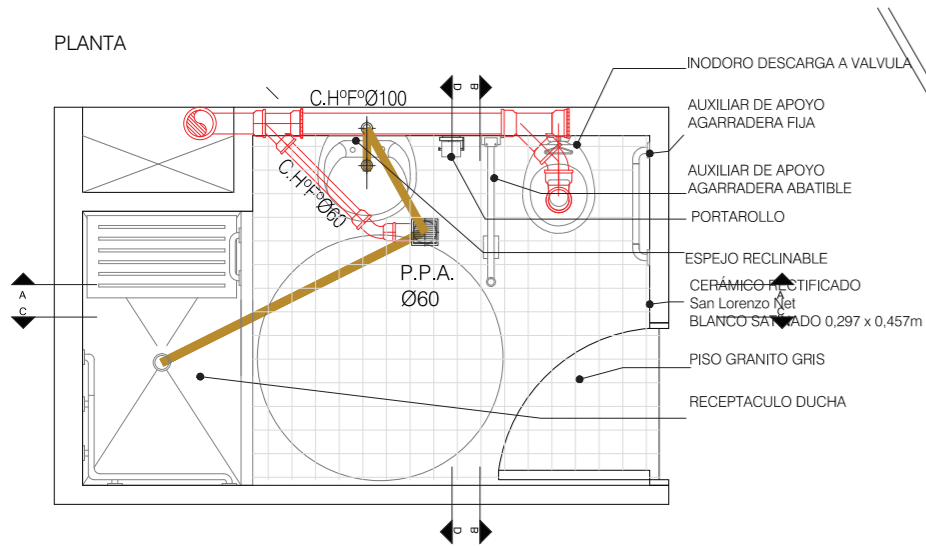 PLANTA
C.HºFºØ100
D
B
INODORO DESCARGA A VALVULA
AUXILIAR DE APOYO
AGARRADERA FIJA
C.HºFºØ60
AUXILIAR DE APOYO
AGARRADERA ABATIBLE
PORTAROLLO
ESPEJO RECLINABLE
P.P.A.
Ø60
A
C
CERÁMICO RECTIFICADO
San Lorenzo Net
BLANCO SATINADO 0,297 x 0,457m
A
C
PISO GRANITO GRIS
RECEPTACULO DUCHA
D
B